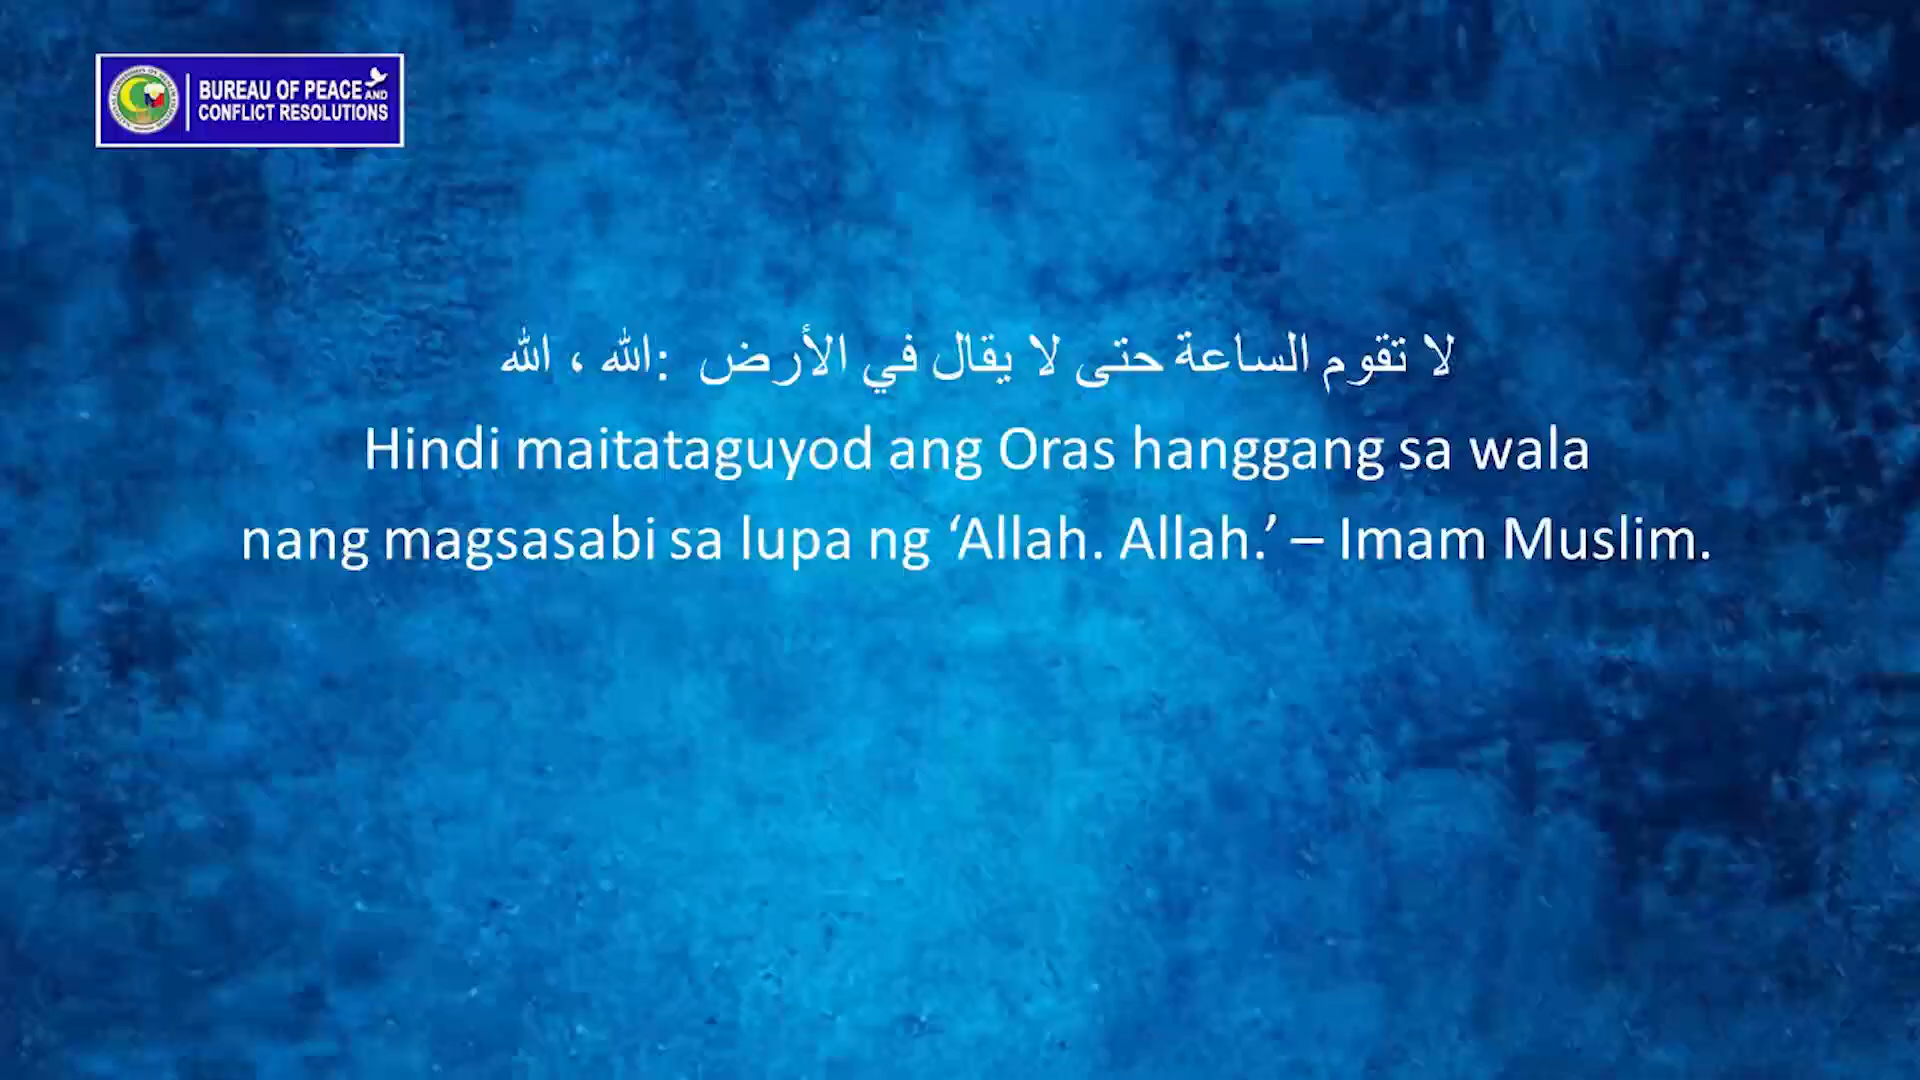 BUREAU OF PEACE AND
CONFLICT RESOLUTIONS
لا تقوم الساعة حتى لا يقال في الأرض :الله ، الله
Hindi maitataguyod ang Oras hanggang sa wala
nang magsasabi sa lupa ng ‘Allah. Allah.’ – Imam Muslim.